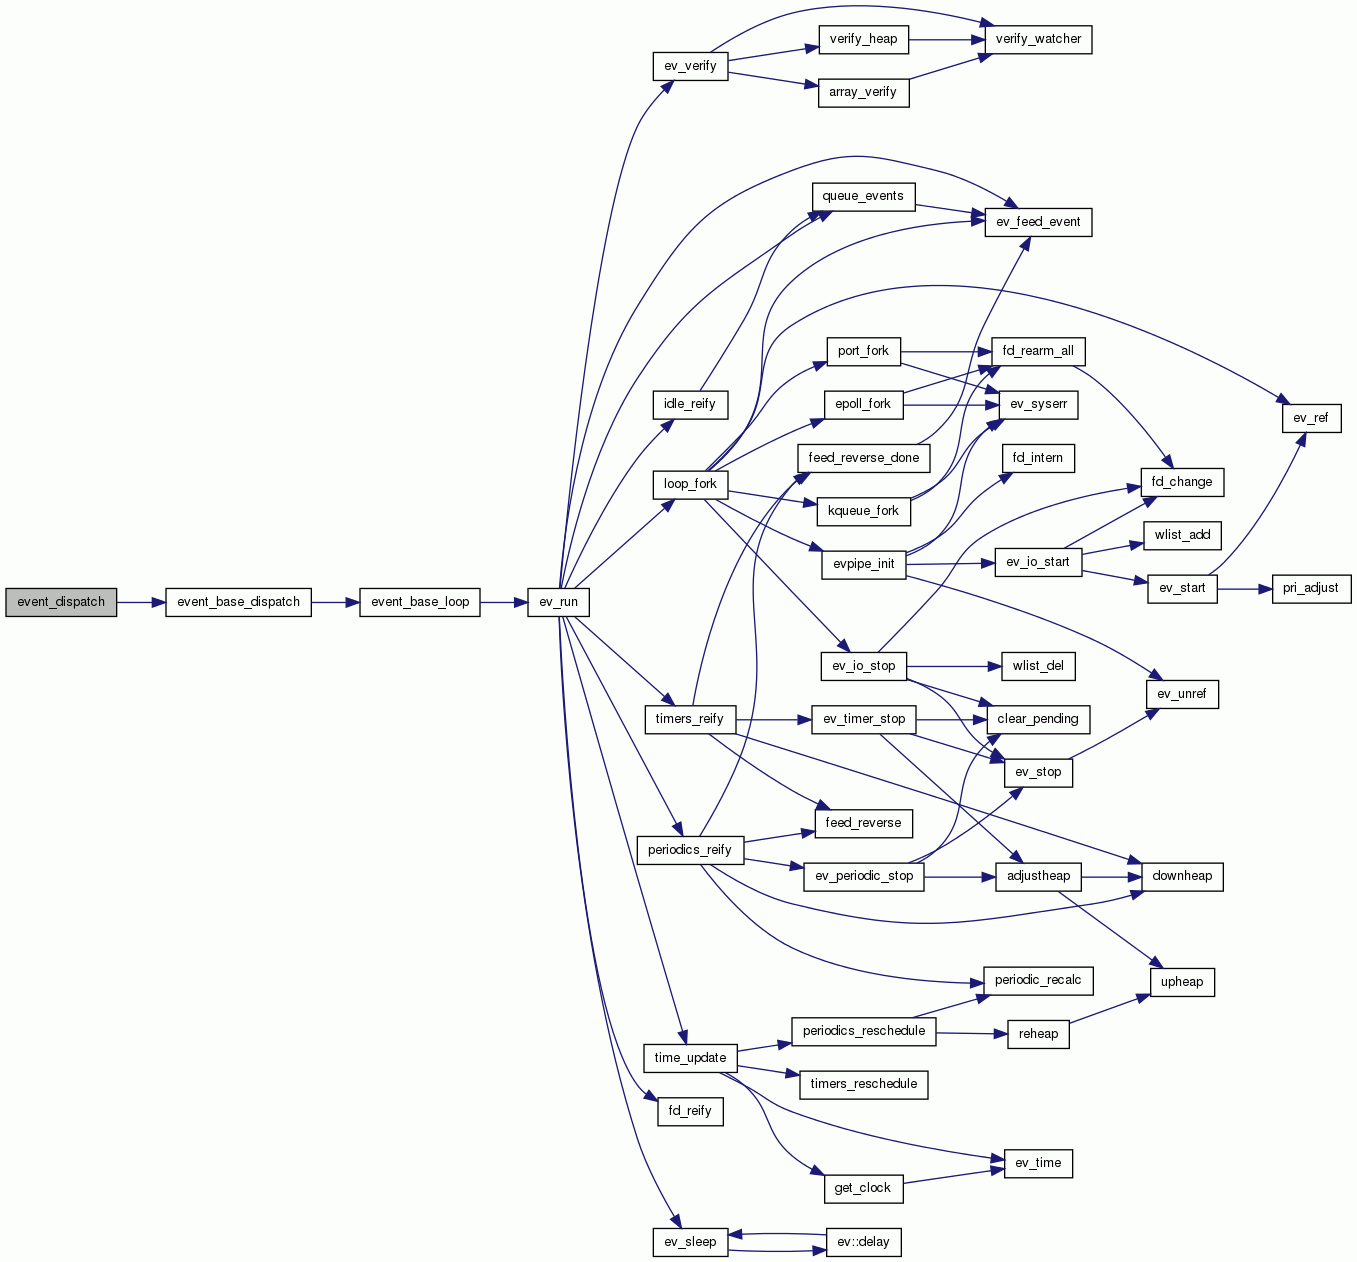 event_dispatch
event_base_dispatch
event_base_loop
ev_run
ev_verify
verify_heap
verify_watcher
array_verify
queue_events
ev_feed_event
idle_reify
port_fork
fd_rearm_all
epoll_fork
ev_syserr
ev_ref
feed_reverse_done
fd_intern
loop_fork
fd_change
kqueue_fork
wlist_add
evpipe_init
ev_io_start
ev_start
pri_adjust
ev_io_stop
wlist_del
ev_unref
timers_reify
ev_timer_stop
clear_pending
ev_stop
feed_reverse
periodics_reify
ev_periodic_stop
adjustheap
downheap
periodic_recalc
upheap
periodics_reschedule
reheap
time_update
timers_reschedule
fd_reify
ev_time
get_clock
ev_sleep
ev::delay